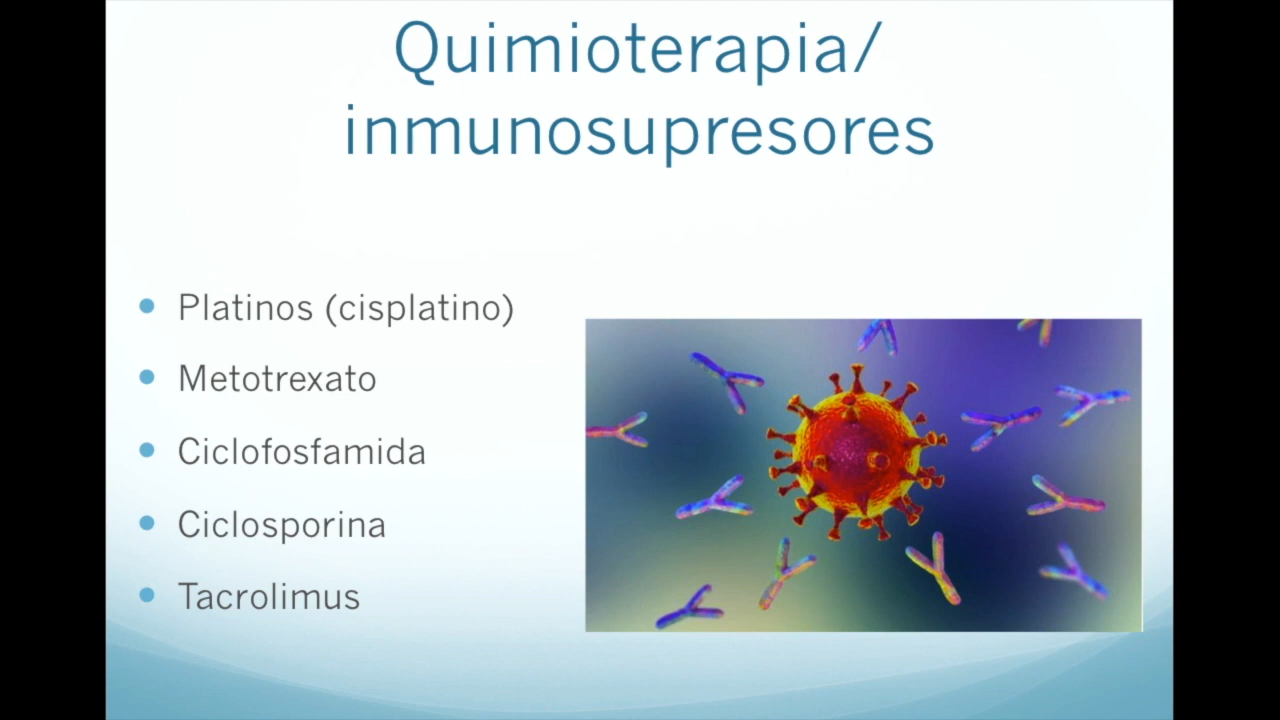 Quimioterapia/
inmunosupresores
Platinos (cisplatino)
Metotrexato
Ciclofosfamida
Ciclosporina
Tacrolimus